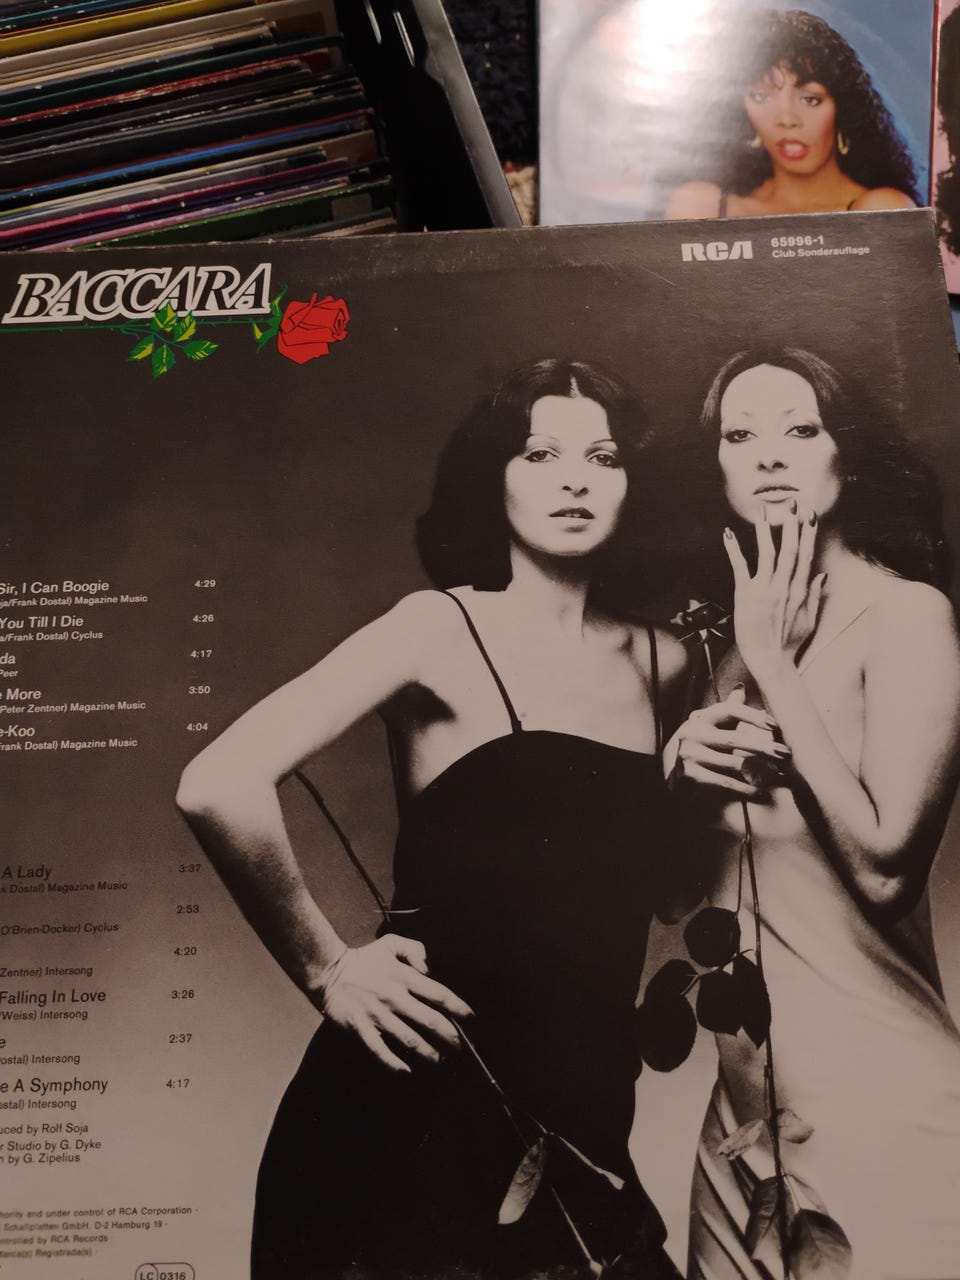 BACCARA
RCA
65996-1
Club Sonderauflage
Sir, I Can Boogie 4:29
ja/Frank Dostal) Magazine Music
You Till I Die 4:26
a/Frank Dostal) Cyclus
da 4:17
Peer
e More 3:50
(Peter Zentner) Magazine Music
e-Koo 4:04
Frank Dostal) Magazine Music
A Lady 3:37
k Dostal) Magazine Music
2:53
O'Brien-Docker) Cyclus
4:20
Zentner) Intersong
Falling In Love 3:26
/Weiss) Intersong
e 2:37
ostal) Intersong
e A Symphony 4:17
ostal) Intersong
uced by Rolf Soja
r Studio by G. Dyke
n by G. Zipelius
hority and under control of RCA Corporation ·
Schallplatten GmbH. D-2 Hamburg 19 ·
ntrolled by RCA Records
arca(s) Registrada(s) ·
LC 0316